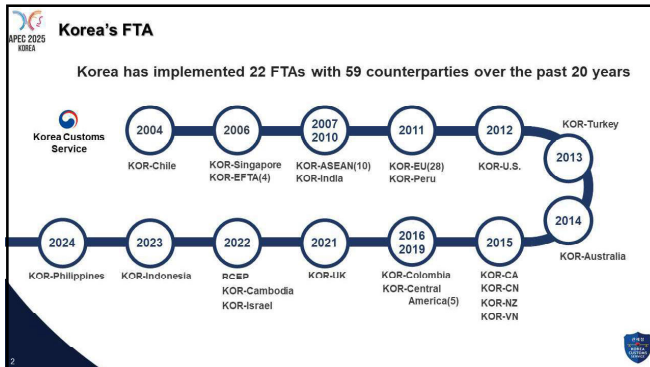 APEC 2025
KOREA
Korea's FTA
Korea has implemented 22 FTAs with 59 counterparties over the past 20 years
Korea Customs
Service
2004
KOR-Chile
2006
KOR-Singapore
KOR-EFTA(4)
2007
2010
KOR-ASEAN(10)
KOR-India
2011
KOR-EU(28)
KOR-Peru
2012
KOR-U.S.
KOR-Turkey
2013
2014
KOR-Australia
2015
KOR-CA
KOR-CN
KOR-NZ
KOR-VN
2016
2019
KOR-Colombia
KOR-Central
America(5)
2021
KOR-UK
2022
RCEP
KOR-Cambodia
KOR-Israel
2023
KOR-Indonesia
2024
KOR-Philippines
2
KOREA
CUSTOMS
SERVICE